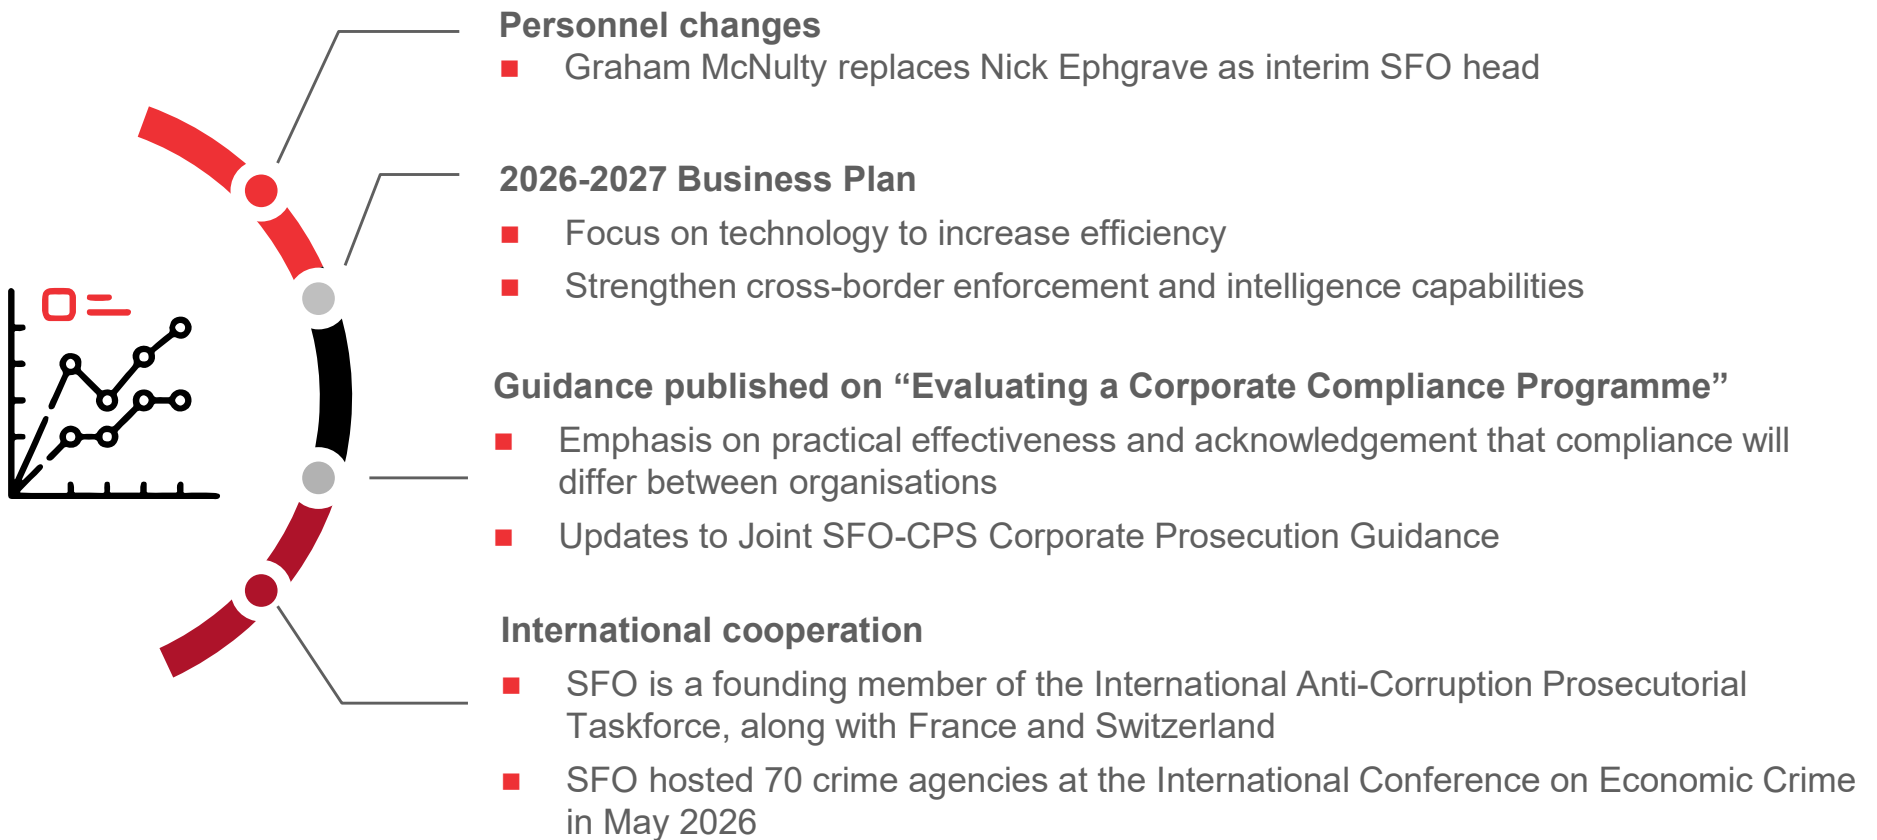 Personnel changes
Graham McNulty replaces Nick Ephgrave as interim SFO head
2026-2027 Business Plan
Focus on technology to increase efficiency
Strengthen cross-border enforcement and intelligence capabilities
Guidance published on “Evaluating a Corporate Compliance Programme”
Emphasis on practical effectiveness and acknowledgement that compliance will
differ between organisations
Updates to Joint SFO-CPS Corporate Prosecution Guidance
International cooperation
SFO is a founding member of the International Anti-Corruption Prosecutorial
Taskforce, along with France and Switzerland
SFO hosted 70 crime agencies at the International Conference on Economic Crime
in May 2026